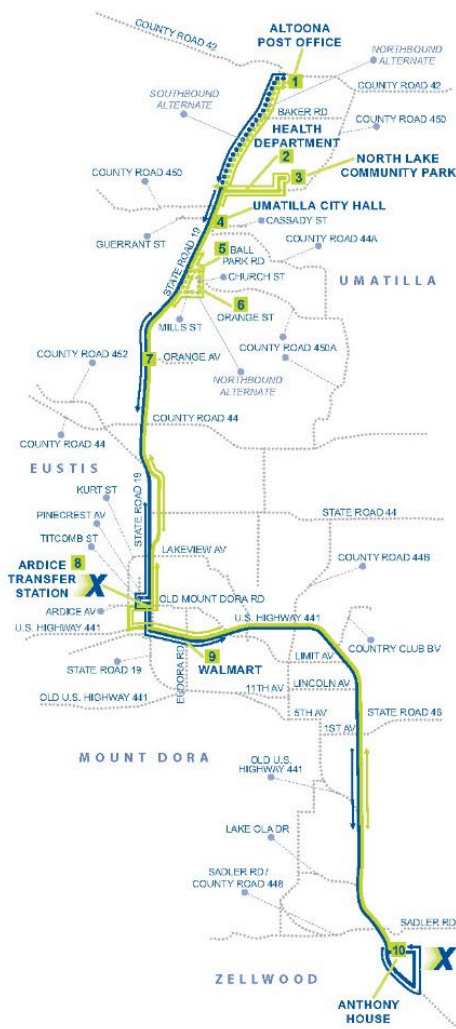 COUNTY ROAD 42
ALTOONA
POST OFFICE
NORTHBOUND
ALTERNATE
1
SOUTHBOUND
ALTERNATE
COUNTY ROAD 42
BAKER RD
HEALTH
DEPARTMENT
COUNTY ROAD 450
2
3
NORTH LAKE
COMMUNITY PARK
COUNTY ROAD 450
4
UMATILLA CITY HALL
CASSADY ST
GUERRANT ST
STATE ROAD 19
COUNTY ROAD 44A
5
BALL
PARK RD
CHURCH ST
UMATILLA
6
ORANGE ST
MILLS ST
COUNTY ROAD 452
7
ORANGE AV
COUNTY ROAD 450A
NORTHBOUND
ALTERNATE
COUNTY ROAD 44
COUNTY ROAD 44
EUSTIS
KURT ST
STATE ROAD 19
PINECREST AV
STATE ROAD 44
TITCOMB ST
LAKEVIEW AV
COUNTY ROAD 44B
ARDICE
TRANSFER
STATION
8
X
OLD MOUNT DORA RD
ARDICE AV
U.S. HIGHWAY 441
U.S. HIGHWAY 441
COUNTRY CLUB BV
9
WALMART
LIMIT AV
STATE ROAD 19
EUDORA RD
LINCOLN AV
OLD U.S. HIGHWAY 441
11TH AV
5TH AV
STATE ROAD 46
1ST AV
MOUNT DORA
OLD U.S.
HIGHWAY 441
LAKE OLA DR
SADLER RD/
COUNTY ROAD 448
SADLER RD
10
X
ZELLWOOD
ANTHONY
HOUSE